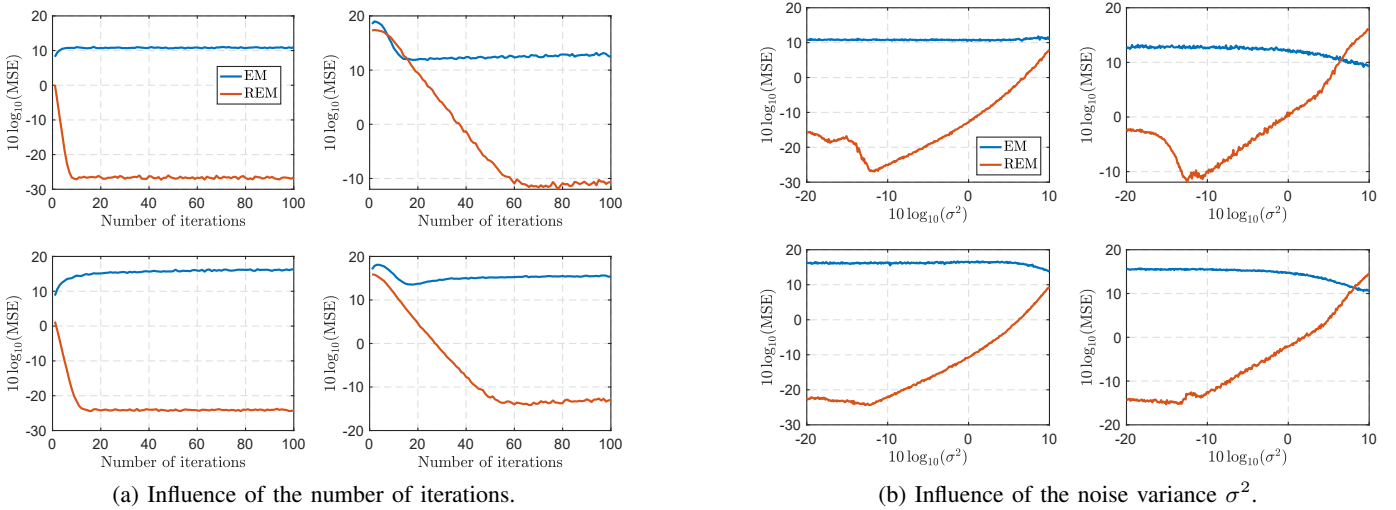 20
10
0
-10
-20
-30
0 20 40 60 80 100
10 log10(MSE)
Number of iterations
EM
REM
20
10
0
-10
0 20 40 60 80 100
10 log10(MSE)
Number of iterations
20
10
0
-10
-20
-30
0 20 40 60 80 100
10 log10(MSE)
Number of iterations
20
10
0
-10
-20
0 20 40 60 80 100
10 log10(MSE)
Number of iterations
(a) Influence of the number of iterations.
20
10
0
-10
-20
-30
-20 -10 0 10
10 log10(MSE)
10 log10(σ²)
EM
REM
20
10
0
-10
-20 -10 0 10
10 log10(MSE)
10 log10(σ²)
20
10
0
-10
-20
-30
-20 -10 0 10
10 log10(MSE)
10 log10(σ²)
20
10
0
-10
-20
-20 -10 0 10
10 log10(MSE)
10 log10(σ²)
(b) Influence of the noise variance σ².